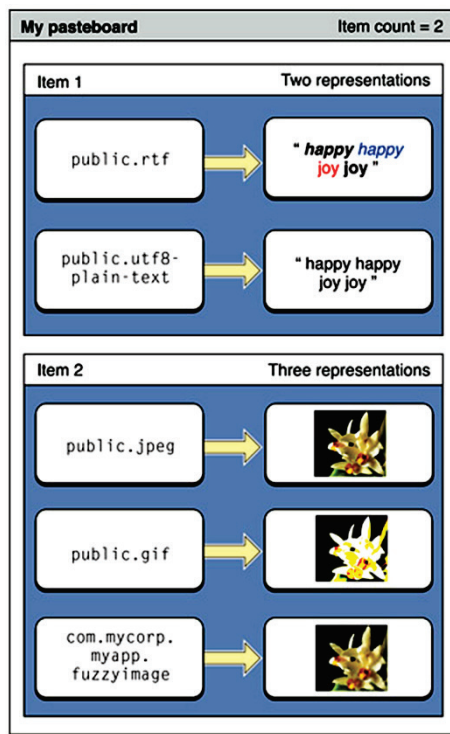 My pasteboard Item count = 2
Item 1 Two representations
public.rtf
" happy happy
joy joy "
public.utf8-
plain-text
" happy happy
joy joy "
Item 2 Three representations
public.jpeg
public.gif
com.mycorp.
myapp.
fuzzyimage